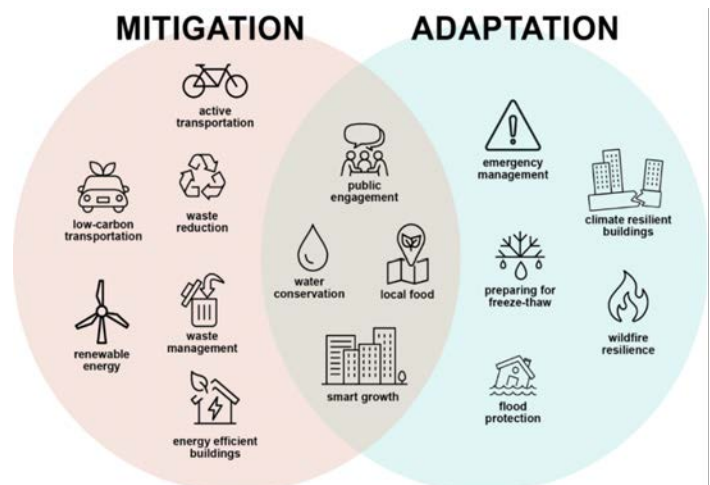 MITIGATION
ADAPTATION
active
transportation
low-carbon
transportation
waste
reduction
renewable
energy
waste
management
energy efficient
buildings
public
engagement
water
conservation
local food
smart growth
emergency
management
climate resilient
buildings
preparing for
freeze-thaw
wildfire
resilience
flood
protection